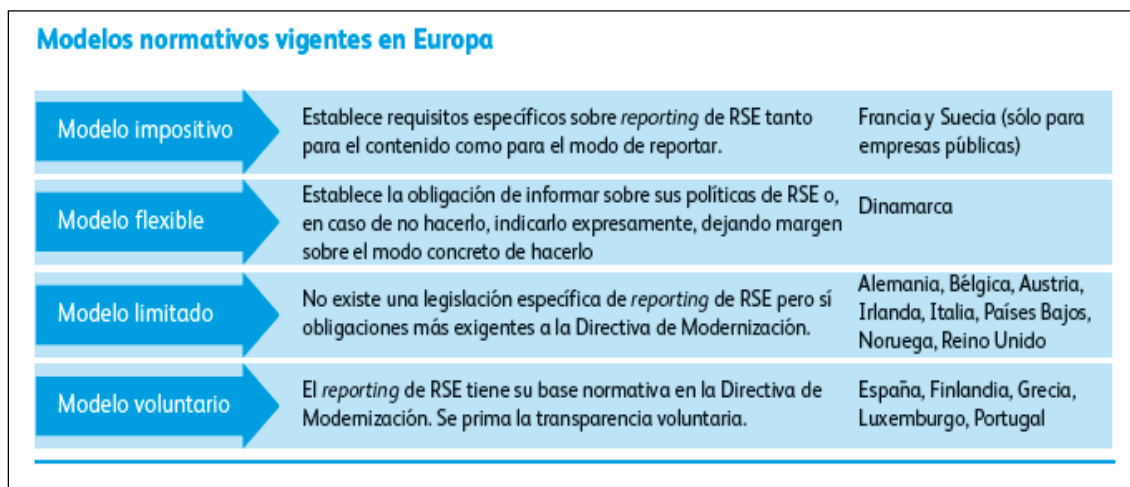 Modelos normativos vigentes en Europa
Modelo impositivo
Establece requisitos específicos sobre reporting de RSE tanto
para el contenido como para el modo de reportar.
Francia y Suecia (sólo para
empresas públicas)
Modelo flexible
Establece la obligación de informar sobre sus políticas de RSE o,
en caso de no hacerlo, indicarlo expresamente, dejando margen
sobre el modo concreto de hacerlo
Dinamarca
Modelo limitado
No existe una legislación específica de reporting de RSE pero sí
obligaciones más exigentes a la Directiva de Modernización.
Alemania, Bélgica, Austria,
Irlanda, Italia, Países Bajos,
Noruega, Reino Unido
Modelo voluntario
El reporting de RSE tiene su base normativa en la Directiva de
Modernización. Se prima la transparencia voluntaria.
España, Finlandia, Grecia,
Luxemburgo, Portugal